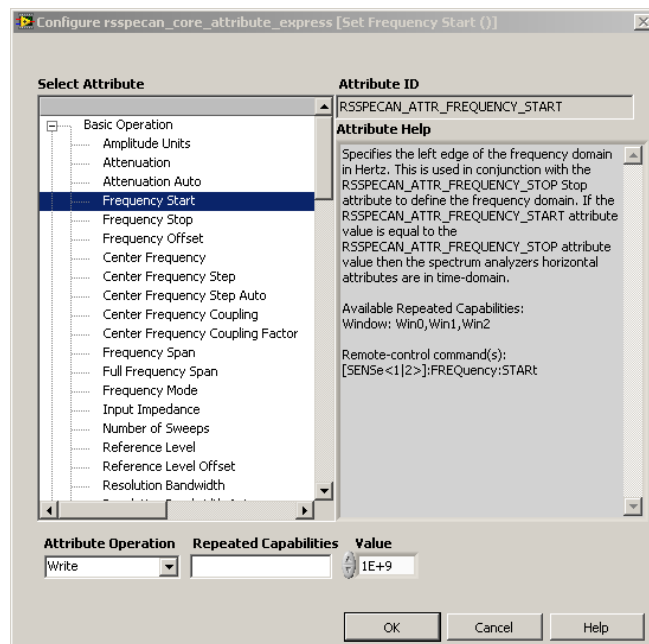 Configure rsspecan_core_attribute_express [Set Frequency Start ()]
Select Attribute
Basic Operation
Amplitude Units
Attenuation
Attenuation Auto
Frequency Start
Frequency Stop
Frequency Offset
Center Frequency
Center Frequency Step
Center Frequency Step Auto
Center Frequency Coupling
Center Frequency Coupling Factor
Frequency Span
Full Frequency Span
Frequency Mode
Input Impedance
Number of Sweeps
Reference Level
Reference Level Offset
Resolution Bandwidth
Attribute ID
RSSPECAN_ATTR_FREQUENCY_START
Attribute Help
Specifies the left edge of the frequency domain
in Hertz. This is used in conjunction with the
RSSPECAN_ATTR_FREQUENCY_STOP Stop
attribute to define the frequency domain. If the
RSSPECAN_ATTR_FREQUENCY_START attribute
value is equal to the
RSSPECAN_ATTR_FREQUENCY_STOP attribute
value then the spectrum analyzers horizontal
attributes are in time-domain.
Available Repeated Capabilities:
Window: Win0,Win1,Win2
Remote-control command(s):
[SENSe<1|2>]:FREQuency:STARt
Attribute Operation
Write
Repeated Capabilities
Value
1E+9
OK
Cancel
Help